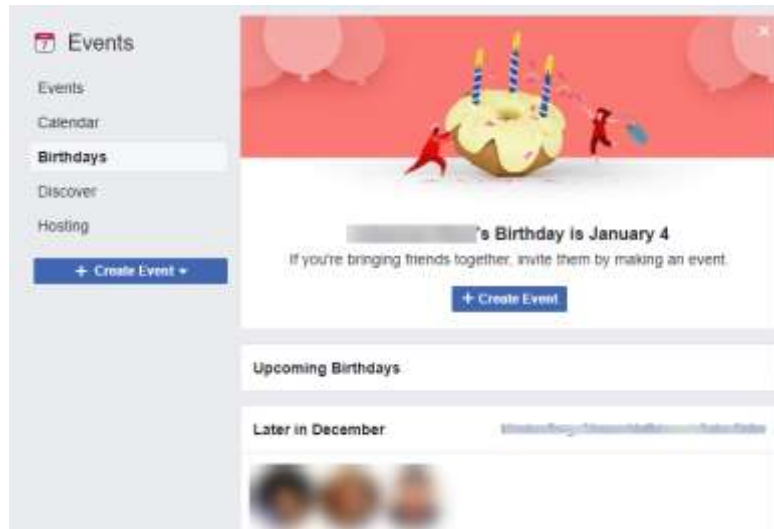 7 Events
Events
Calendar
Birthdays
Discover
Hosting
+ Create Event
×
's Birthday is January 4
If you're bringing friends together, invite them by making an event.
+ Create Event
Upcoming Birthdays
Later in December